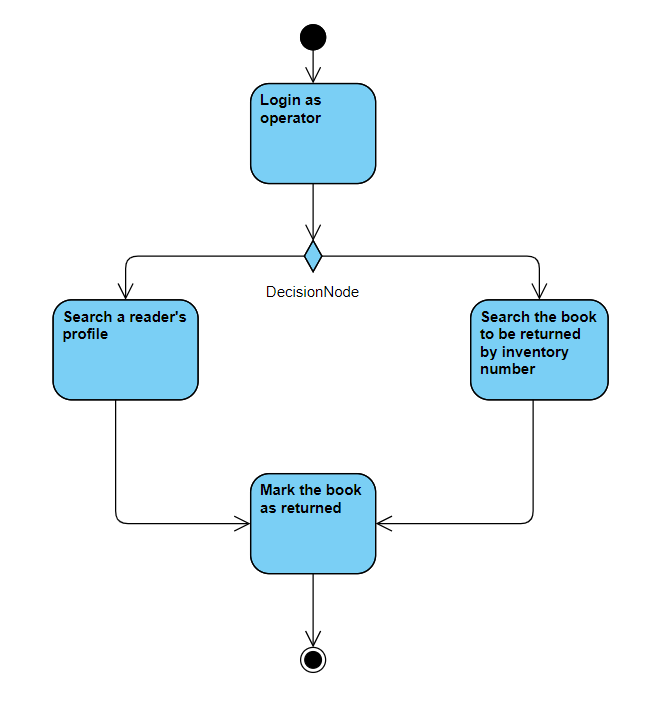 Login as
operator
DecisionNode
Search a reader's
profile
Search the book
to be returned
by inventory
number
Mark the book
as returned